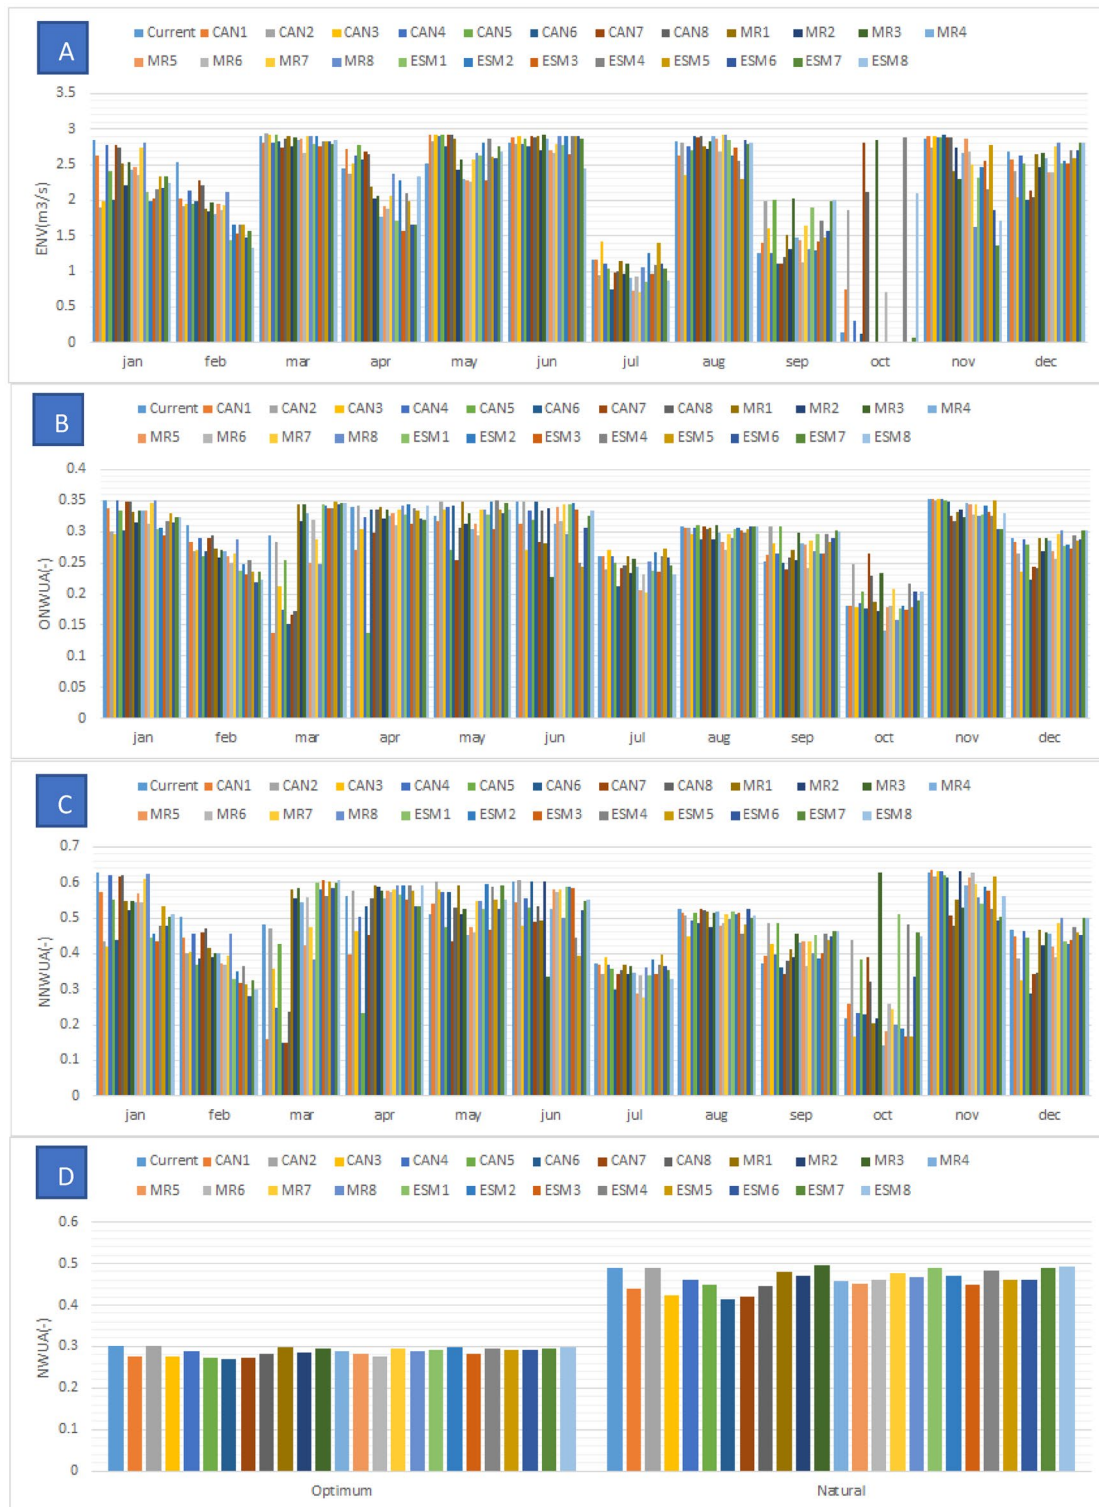 A
Current CAN1 CAN2 CAN3 CAN4 CAN5 CAN6 CAN7 CAN8 MR1 MR2 MR3 MR4
MR5 MR6 MR7 MR8 ESM1 ESM2 ESM3 ESM4 ESM5 ESM6 ESM7 ESM8
ENV(m3/s)
3.5
3
2.5
2
1.5
1
0.5
0
jan feb mar apr may jun jul aug sep oct nov dec
B
Current CAN1 CAN2 CAN3 CAN4 CAN5 CAN6 CAN7 CAN8 MR1 MR2 MR3 MR4
MR5 MR6 MR7 MR8 ESM1 ESM2 ESM3 ESM4 ESM5 ESM6 ESM7 ESM8
ONWUA(-)
0.4
0.35
0.3
0.25
0.2
0.15
0.1
0.05
0
jan feb mar apr may jun jul aug sep oct nov dec
C
Current CAN1 CAN2 CAN3 CAN4 CAN5 CAN6 CAN7 CAN8 MR1 MR2 MR3 MR4
MR5 MR6 MR7 MR8 ESM1 ESM2 ESM3 ESM4 ESM5 ESM6 ESM7 ESM8
NNWUA(-)
0.7
0.6
0.5
0.4
0.3
0.2
0.1
0
jan feb mar apr may jun jul aug sep oct nov dec
D
Current CAN1 CAN2 CAN3 CAN4 CAN5 CAN6 CAN7 CAN8 MR1 MR2 MR3 MR4
MR5 MR6 MR7 MR8 ESM1 ESM2 ESM3 ESM4 ESM5 ESM6 ESM7 ESM8
NWUA(-)
0.6
0.5
0.4
0.3
0.2
0.1
0
Optimum Natural